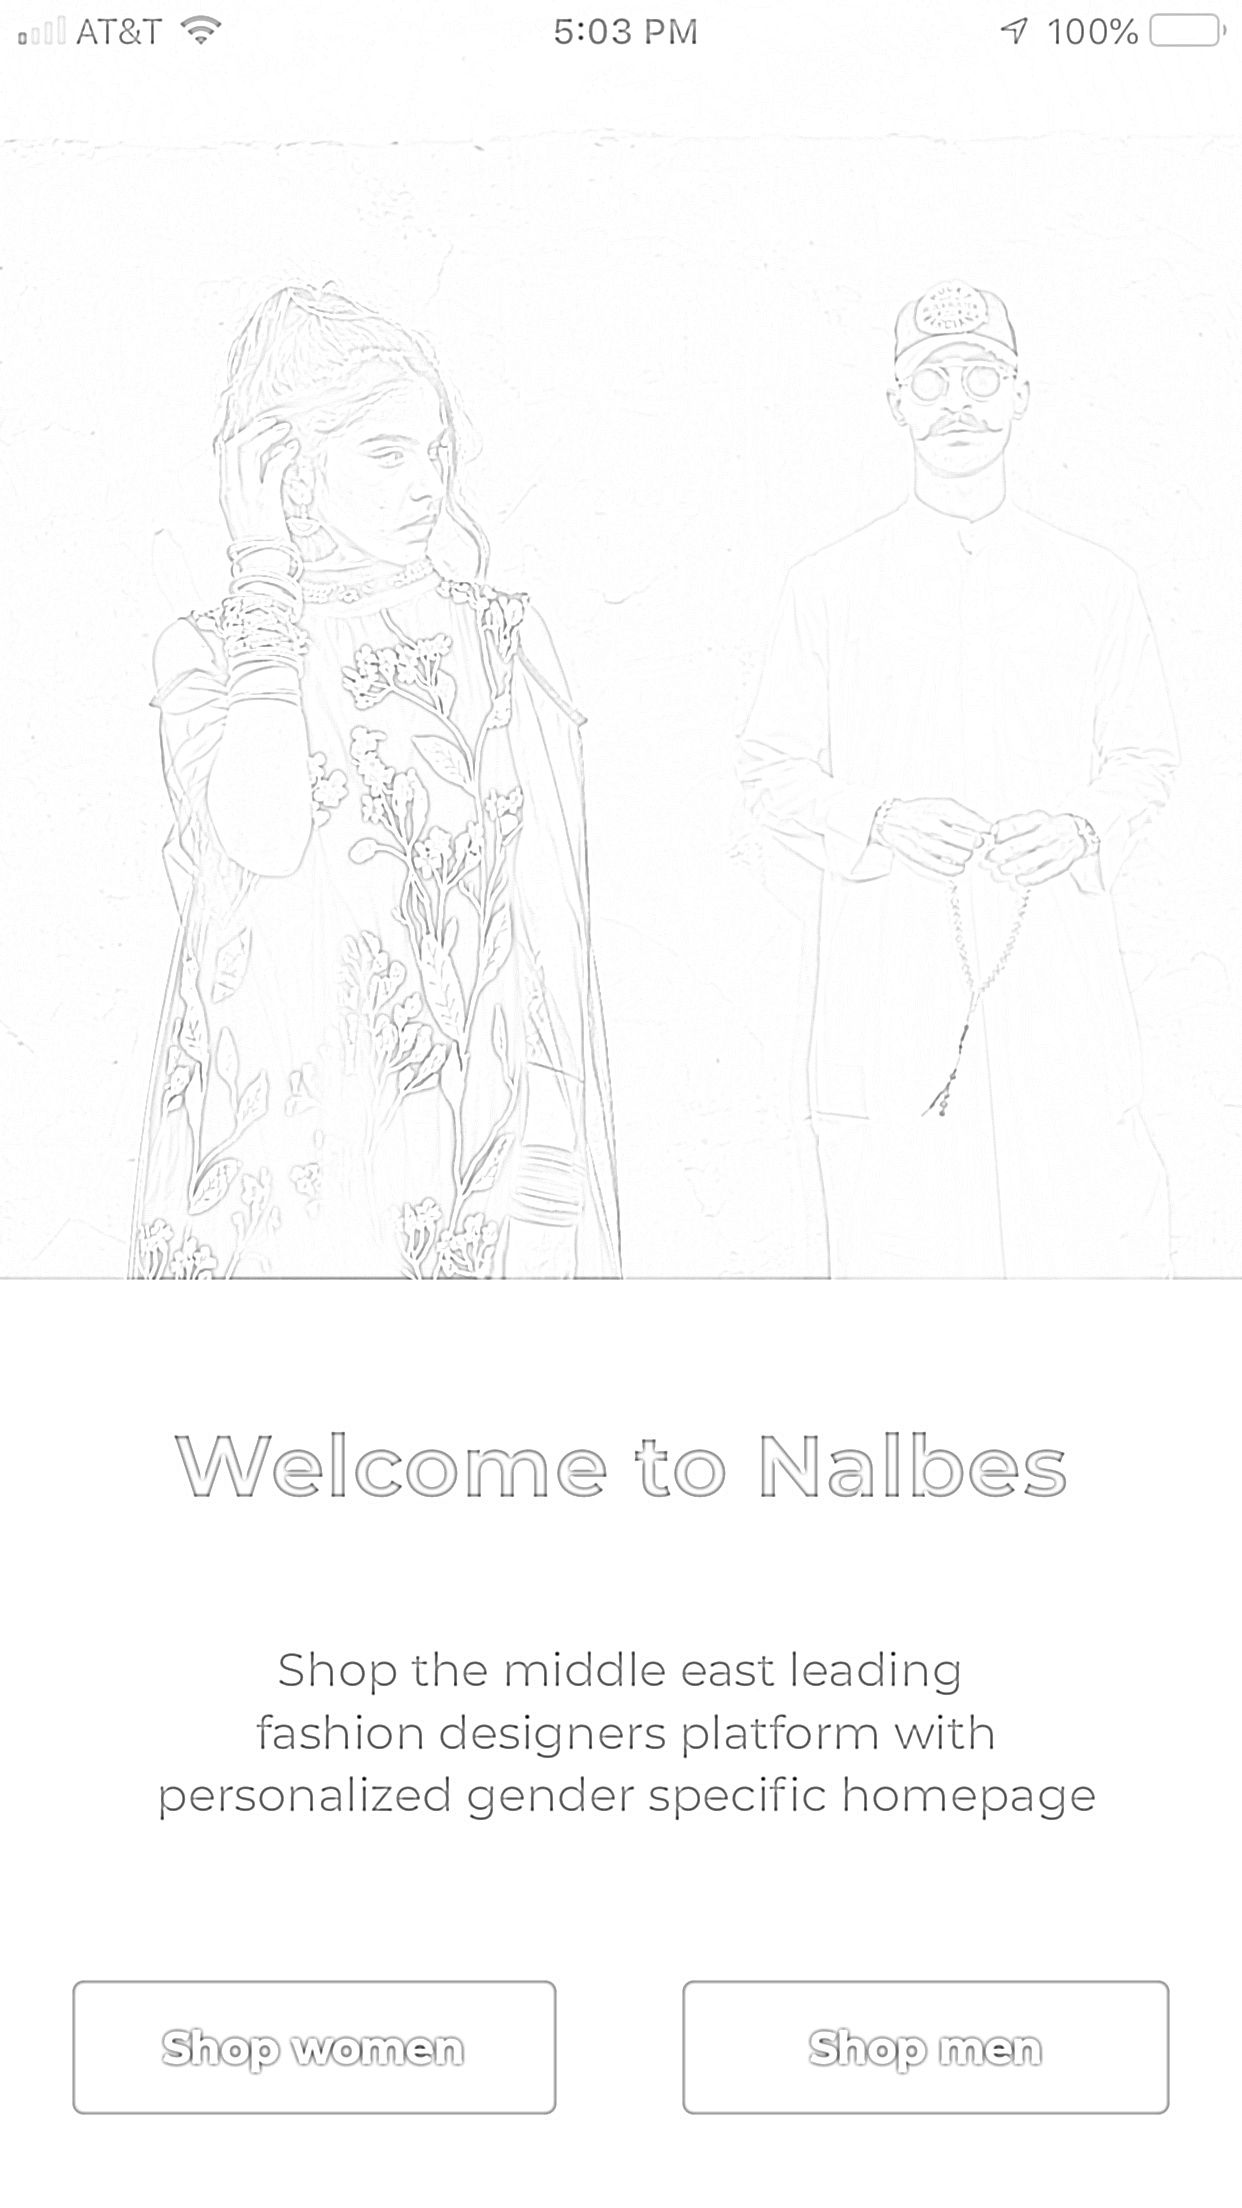 AT&T 5:03 PM 100%
Welcome to Nalbes
Shop the middle east leading
fashion designers platform with
personalized gender specific homepage
Shop women Shop men